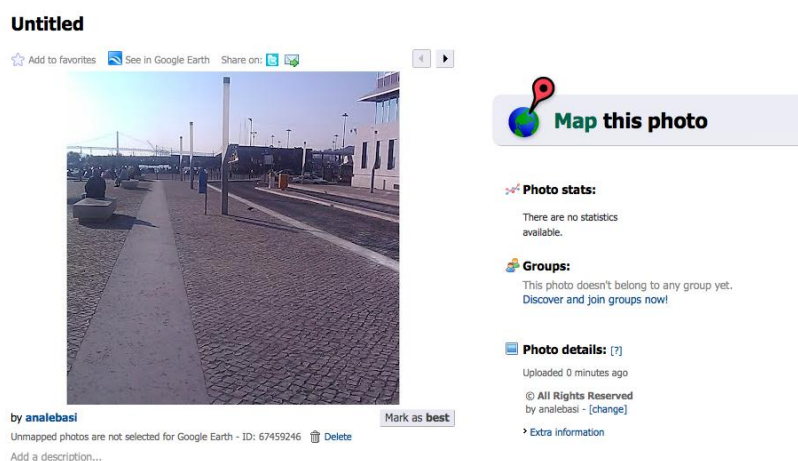 Untitled
Add to favorites See in Google Earth Share on:
Map this photo
Photo stats:
There are no statistics
available.
Groups:
This photo doesn't belong to any group yet.
Discover and join groups now!
Photo details: [?]
Uploaded 0 minutes ago
© All Rights Reserved
by analebasi - [change]
Extra information
by analebasi
Mark as best
Unmapped photos are not selected for Google Earth - ID: 67459246 Delete
Add a description...